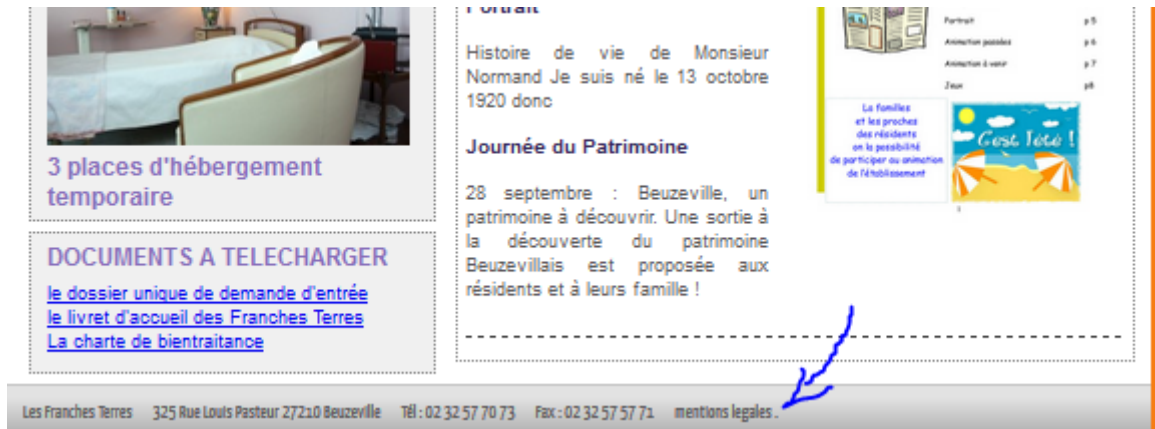 3 places d'hébergement
temporaire
DOCUMENTS A TELECHARGER
le dossier unique de demande d'entrée
le livret d'accueil des Franches Terres
La charte de bientraitance
Portrait
Histoire de vie de Monsieur
Normand Je suis né le 13 octobre
1920 donc
Journée du Patrimoine
28 septembre : Beuzeville, un
patrimoine à découvrir. Une sortie à
la découverte du patrimoine
Beuzevillais est proposée aux
résidents et à leurs famille !
Portrait p 5
Animation passées p 6
Animation à venir p 7
Jeux p8
La familles
et les proches
des résidents
on la possibilité
de participer au animation
de l'établissement
C'est l'été !
1
Les Franches Terres 325 Rue Louis Pasteur 27210 Beuzeville Tél : 02 32 57 70 73 Fax : 02 32 57 57 71 mentions legales .